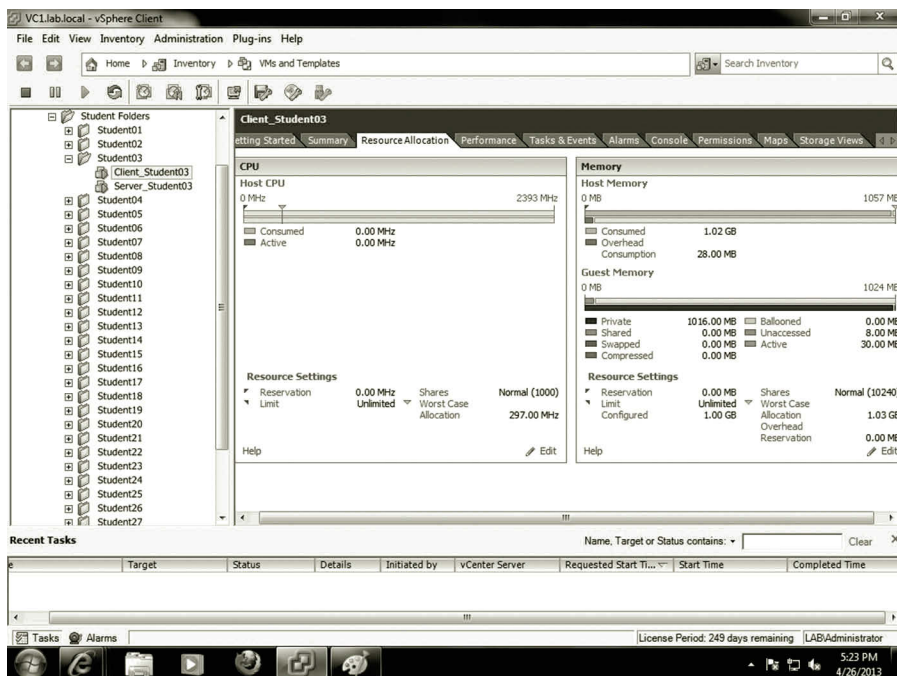 VC1.lab.local - vSphere Client
File Edit View Inventory Administration Plug-ins Help
Home Inventory VMs and Templates
Search Inventory
Student Folders
Student01
Student02
Student03
Client_Student03
Server_Student03
Student04
Student05
Student06
Student07
Student08
Student09
Student10
Student11
Student12
Student13
Student14
Student15
Student16
Student17
Student18
Student19
Student20
Student21
Student22
Student23
Student24
Student25
Student26
Student27
Client_Student03
etting Started Summary Resource Allocation Performance Tasks & Events Alarms Console Permissions Maps Storage Views
CPU
Host CPU
0 MHz 2393 MHz
Consumed 0.00 MHz
Active 0.00 MHz
Resource Settings
Reservation 0.00 MHz Shares Normal (1000)
Limit Unlimited Worst Case
Allocation 297.00 MHz
Help Edit
Memory
Host Memory
0 MB 1057 MB
Consumed 1.02 GB
Overhead
Consumption 28.00 MB
Guest Memory
0 MB 1024 MB
Private 1016.00 MB Ballooned 0.00 MB
Shared 0.00 MB Unaccessed 8.00 MB
Swapped 0.00 MB Active 30.00 MB
Compressed 0.00 MB
Resource Settings
Reservation 0.00 MB Shares Normal (10240)
Limit Unlimited Worst Case
Configured 1.00 GB Allocation 1.03 G
Overhead
Reservation 0.00 M
Help Edit
Recent Tasks
Name, Target or Status contains: Clear
e Target Status Details Initiated by vCenter Server Requested Start Ti... Start Time Completed Time
Tasks Alarms
License Period: 249 days remaining LAB\Administrator
5:23 PM
4/26/2013